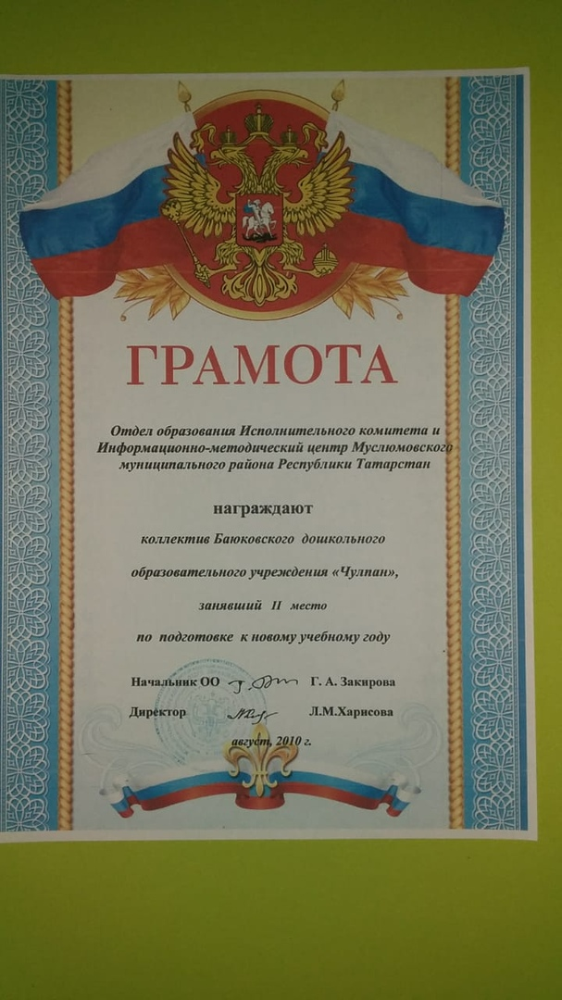 ГРАМОТА
Отдел образования Исполнительного комитета и
Информационно-методический центр Муслюмовского
муниципального района Республики Татарстан
награждают
коллектив Баюковского дошкольного
образовательного учреждения «Чулпан»,
занявший II место
по подготовке к новому учебному году
Начальник ОО Г. А. Закирова
Директор Л.М.Харисова
август, 2010 г.